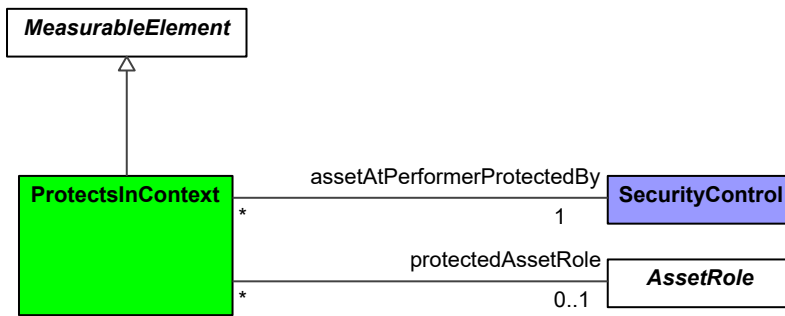 MeasurableElement
ProtectsInContext
assetAtPerformerProtectedBy
SecurityControl
*
1
protectedAssetRole
AssetRole
*
0..1